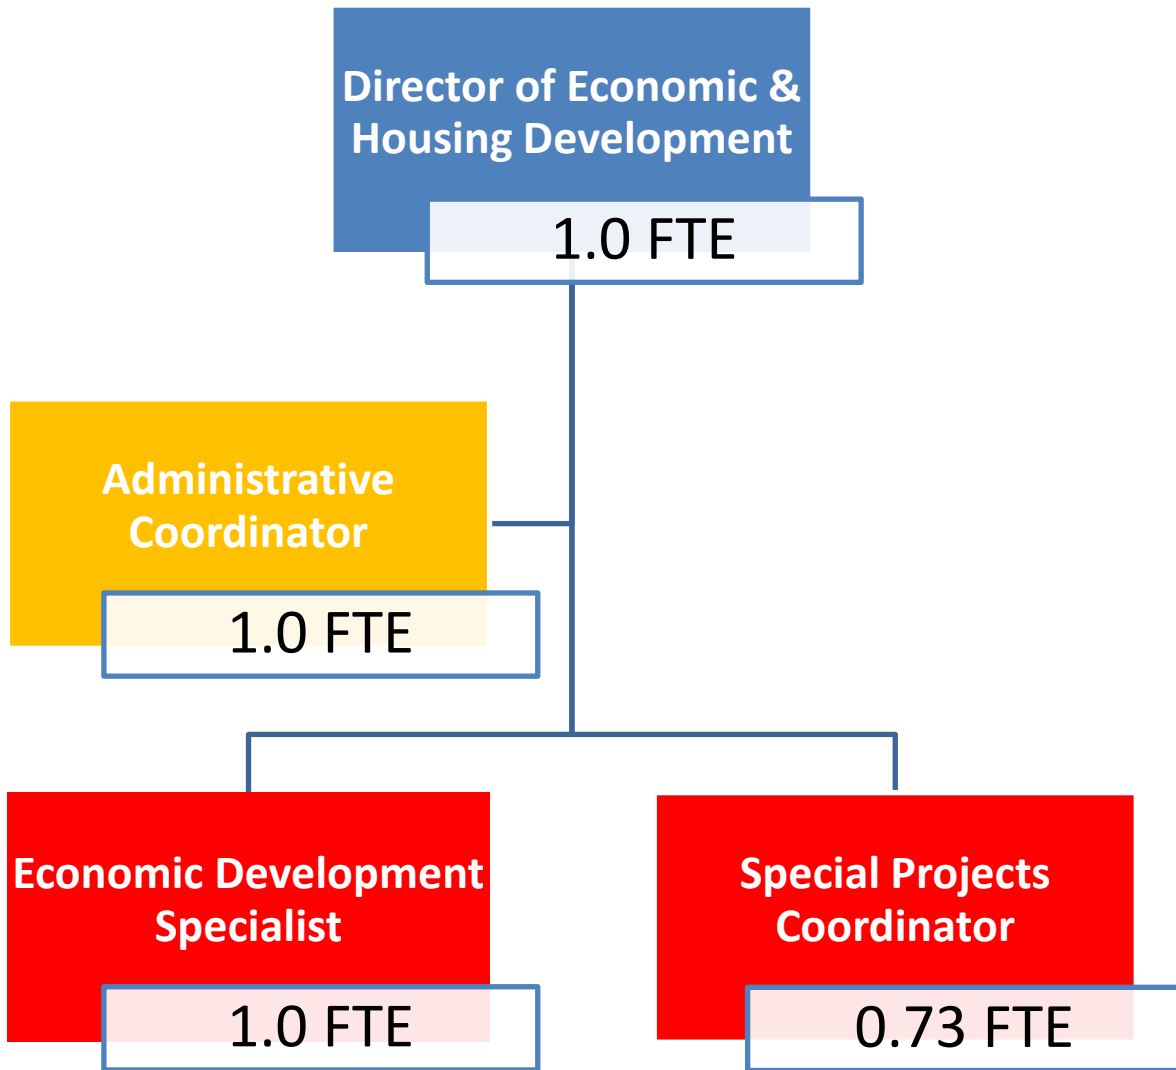 Director of Economic &
Housing Development
1.0 FTE
Administrative
Coordinator
1.0 FTE
Economic Development
Specialist
1.0 FTE
Special Projects
Coordinator
0.73 FTE